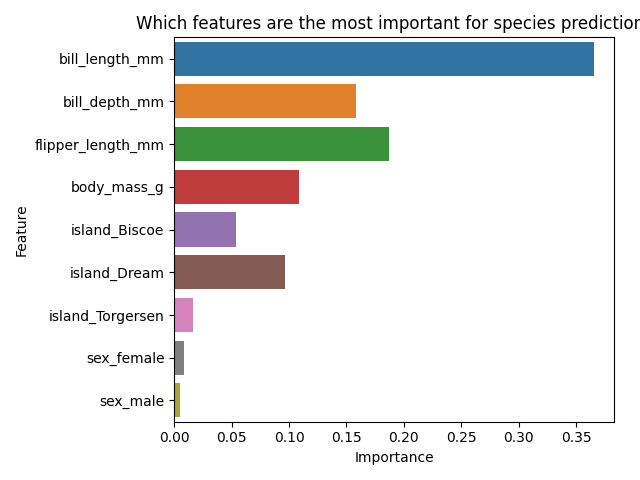 Which features are the most important for species prediction
bill_length_mm
bill_depth_mm
flipper_length_mm
body_mass_g
island_Biscoe
island_Dream
island_Torgersen
sex_female
sex_male
Feature
0.00 0.05 0.10 0.15 0.20 0.25 0.30 0.35
Importance